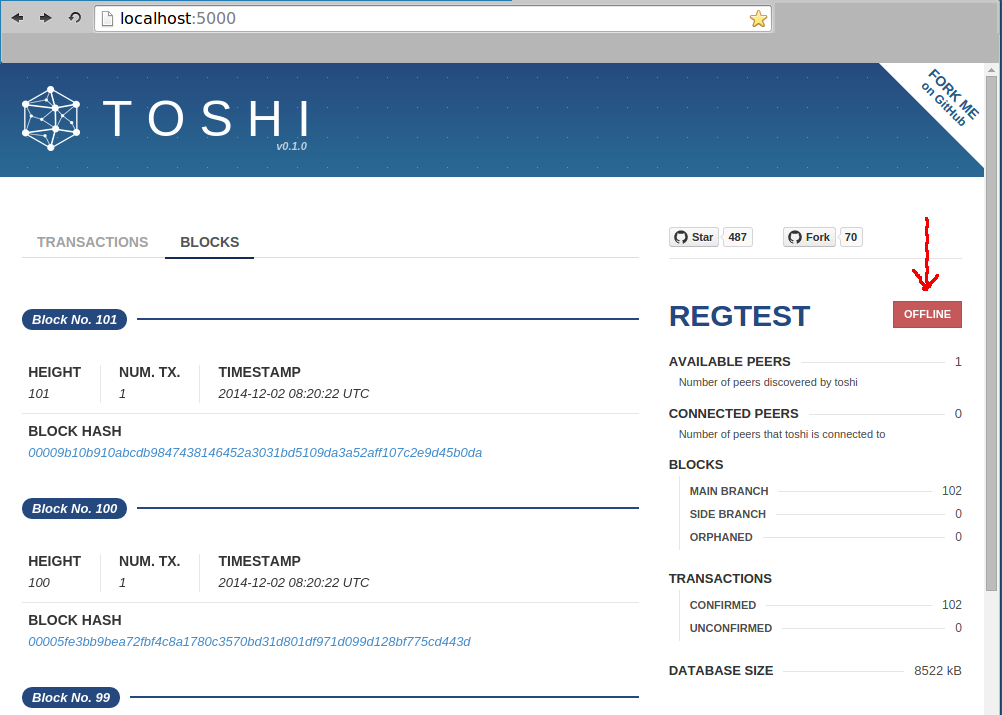 localhost:5000
TOSHI
v0.1.0
FORK ME
on GitHub
TRANSACTIONS BLOCKS
Star 487 Fork 70
Block No. 101
HEIGHT NUM. TX. TIMESTAMP
101 1 2014-12-02 08:20:22 UTC
BLOCK HASH
00009b10b910abcdb9847438146452a3031bd5109da3a52aff107c2e9d45b0da
Block No. 100
HEIGHT NUM. TX. TIMESTAMP
100 1 2014-12-02 08:20:22 UTC
BLOCK HASH
00005fe3bb9bea72fbf4c8a1780c3570bd31d801df971d099d128bf775cd443d
Block No. 99
REGTEST OFFLINE
AVAILABLE PEERS 1
Number of peers discovered by toshi
CONNECTED PEERS 0
Number of peers that toshi is connected to
BLOCKS
MAIN BRANCH 102
SIDE BRANCH 0
ORPHANED 0
TRANSACTIONS
CONFIRMED 102
UNCONFIRMED 0
DATABASE SIZE 8522 kB